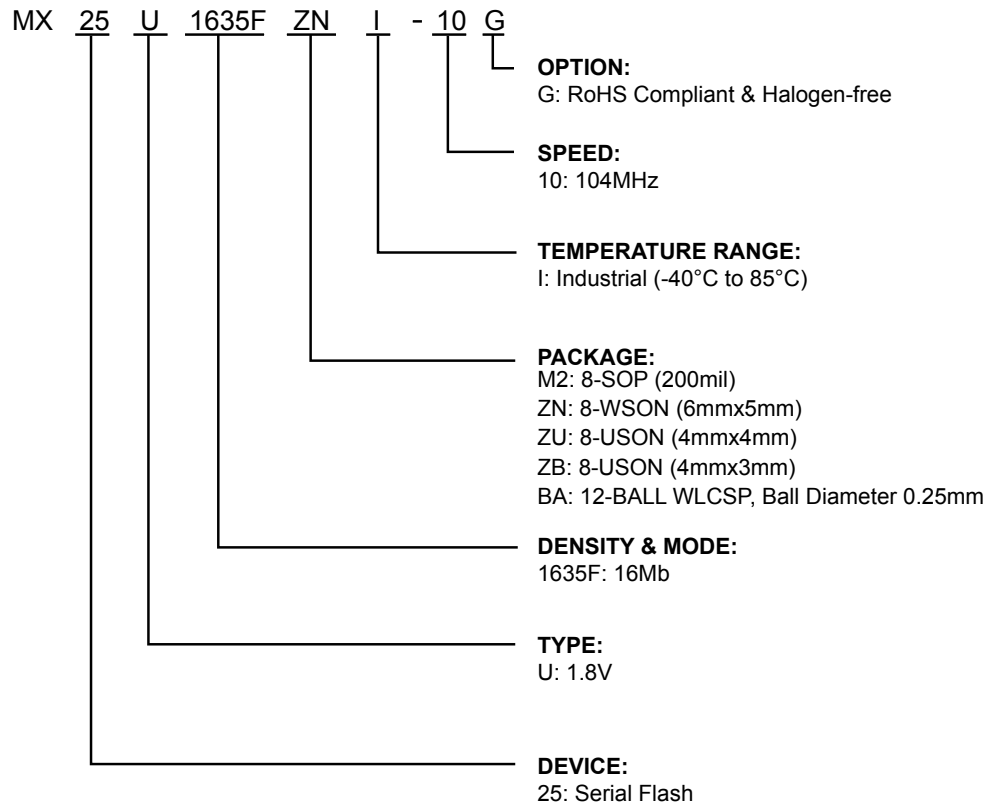 MX 25 U 1635F ZN I - 10 G
OPTION:
G: RoHS Compliant & Halogen-free
SPEED:
10: 104MHz
TEMPERATURE RANGE:
I: Industrial (-40°C to 85°C)
PACKAGE:
M2: 8-SOP (200mil)
ZN: 8-WSON (6mmx5mm)
ZU: 8-USON (4mmx4mm)
ZB: 8-USON (4mmx3mm)
BA: 12-BALL WLCSP, Ball Diameter 0.25mm
DENSITY & MODE:
1635F: 16Mb
TYPE:
U: 1.8V
DEVICE:
25: Serial Flash